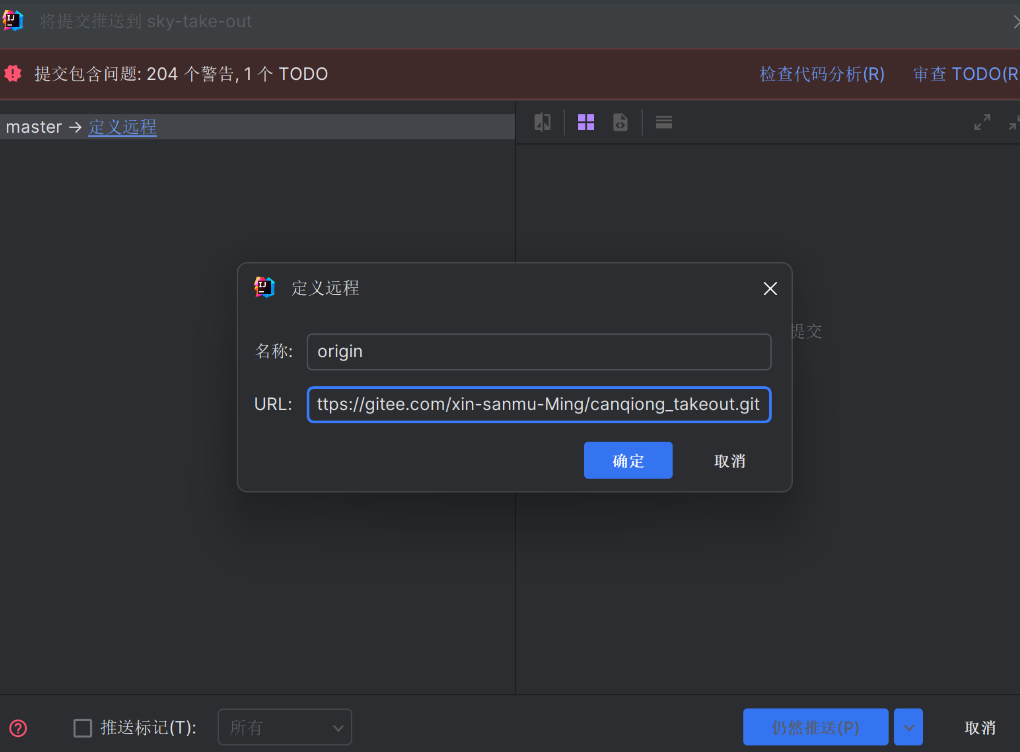 将提交推送到 sky-take-out
提交包含问题: 204 个警告, 1 个 TODO
检查代码分析(R)
审查 TODO(R
master → 定义远程
提交
定义远程
名称:
origin
URL:
ttps://gitee.com/xin-sanmu-Ming/canqiong_takeout.git
确定
取消
推送标记(T):
所有
仍然推送(P)
取消